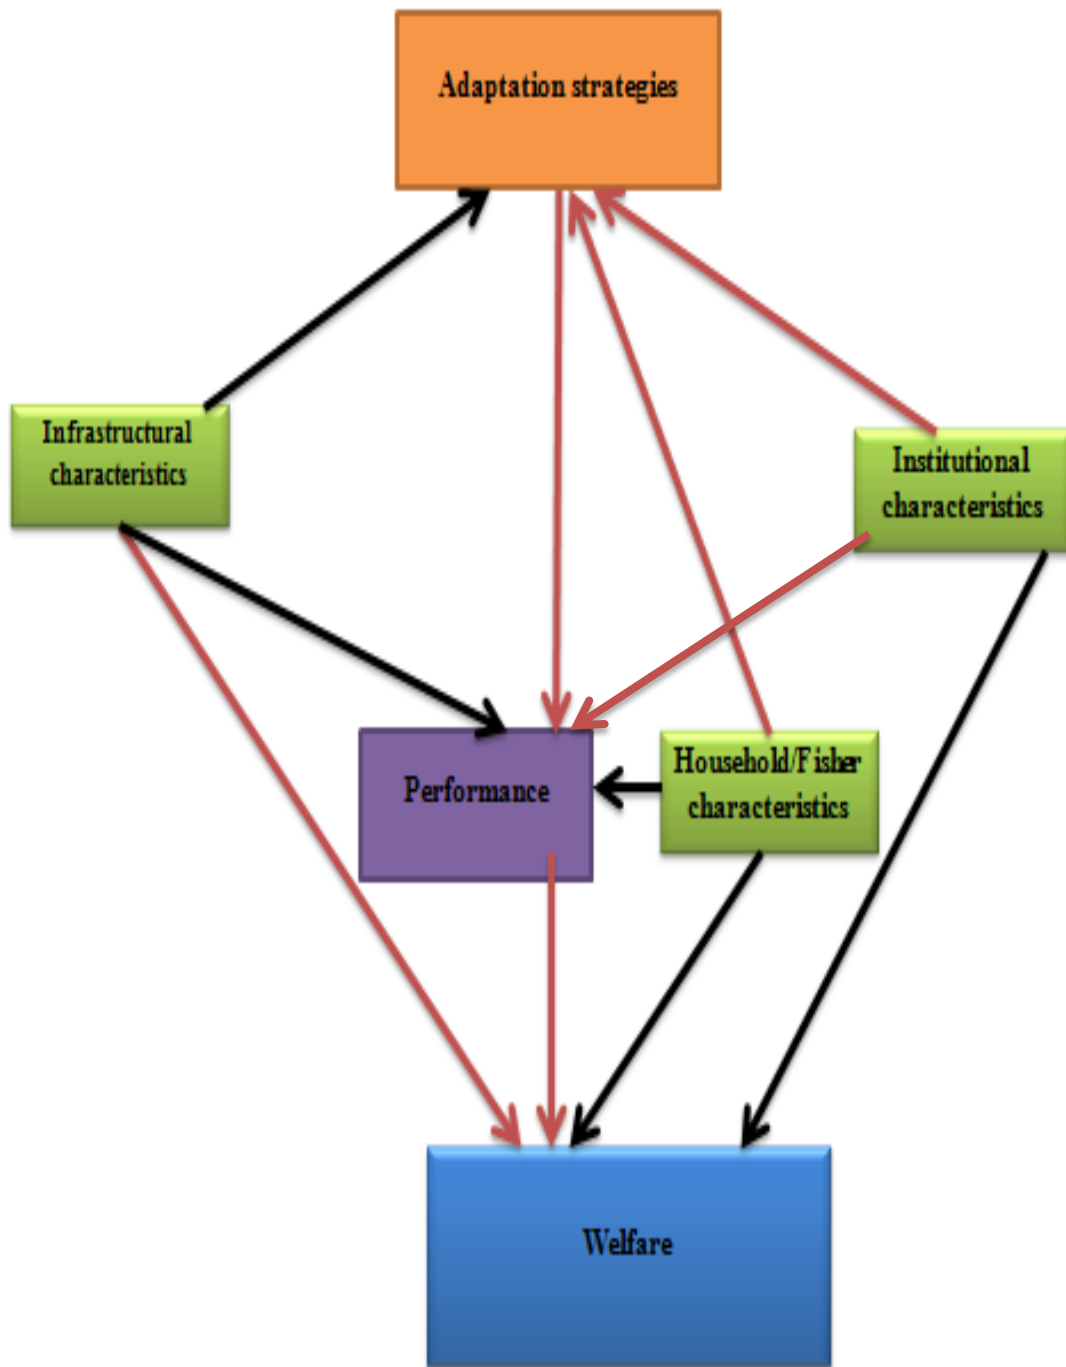 Adaptation strategies
Infrastructural
characteristics
Institutional
characteristics
Performance
Household/Fisher
characteristics
Welfare